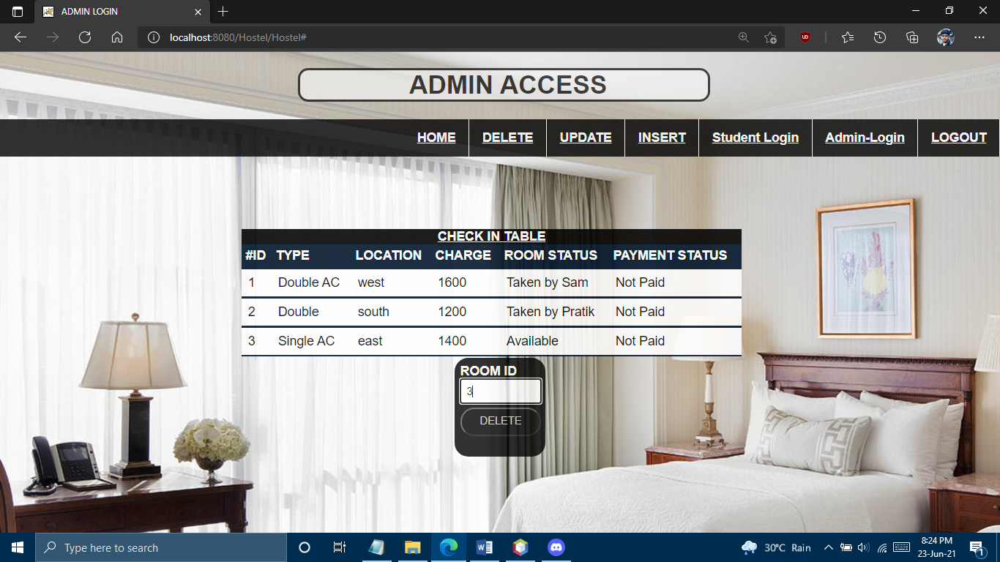 ADMIN LOGIN
localhost:8080/Hostel/Hostel#
ADMIN ACCESS
HOME DELETE UPDATE INSERT Student Login Admin-Login LOGOUT
CHECK IN TABLE
#ID TYPE LOCATION CHARGE ROOM STATUS PAYMENT STATUS
1 Double AC west 1600 Taken by Sam Not Paid
2 Double south 1200 Taken by Pratik Not Paid
3 Single AC east 1400 Available Not Paid
ROOM ID
3
DELETE
Type here to search
30°C Rain
8:24 PM
23-Jun-21
1